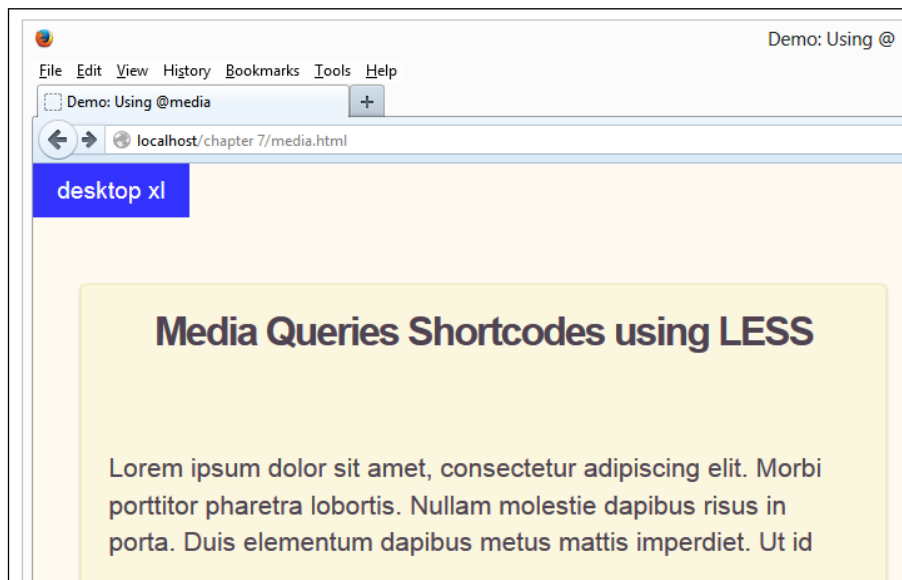 Demo: Using @
File Edit View History Bookmarks Tools Help
Demo: Using @media
localhost/chapter 7/media.html
desktop xl
Media Queries Shortcodes using LESS
Lorem ipsum dolor sit amet, consectetur adipiscing elit. Morbi
porttitor pharetra lobortis. Nullam molestie dapibus risus in
porta. Duis elementum dapibus metus mattis imperdiet. Ut id